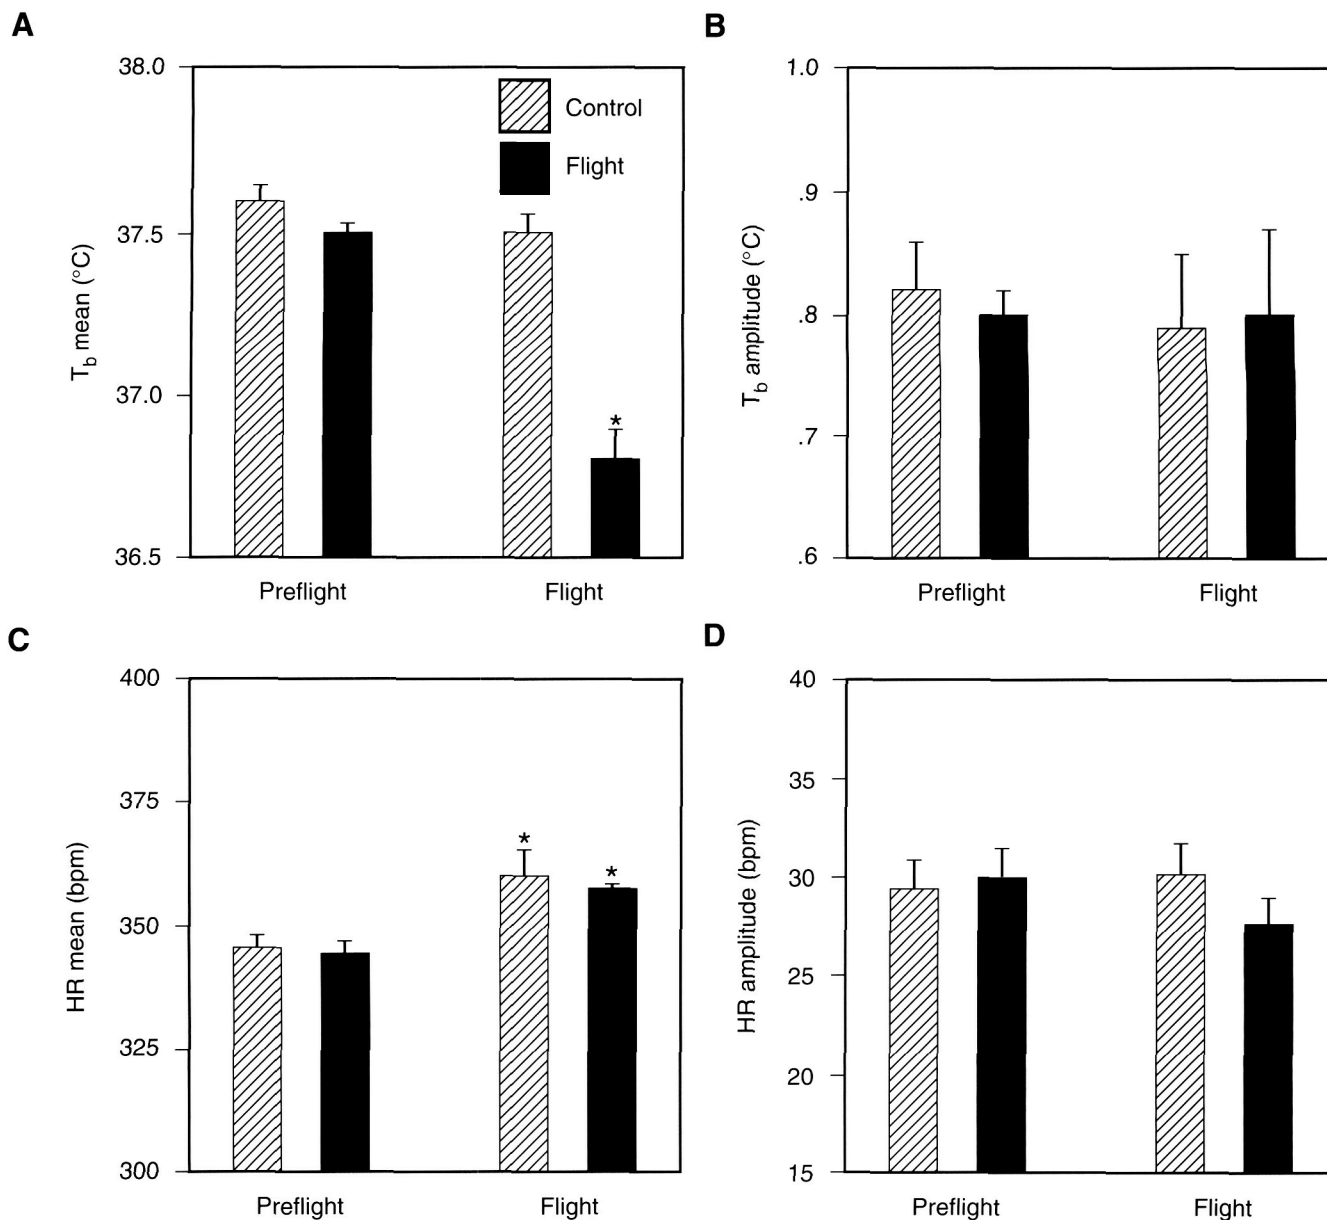 A
38.0
37.5
37.0
36.5
T_b mean (°C)
Control
Flight
*
Preflight Flight
B
1.0
.9
.8
.7
.6
T_b amplitude (°C)
Preflight Flight
C
400
375
350
325
300
HR mean (bpm)
* *
Preflight Flight
D
40
35
30
25
20
15
HR amplitude (bpm)
Preflight Flight